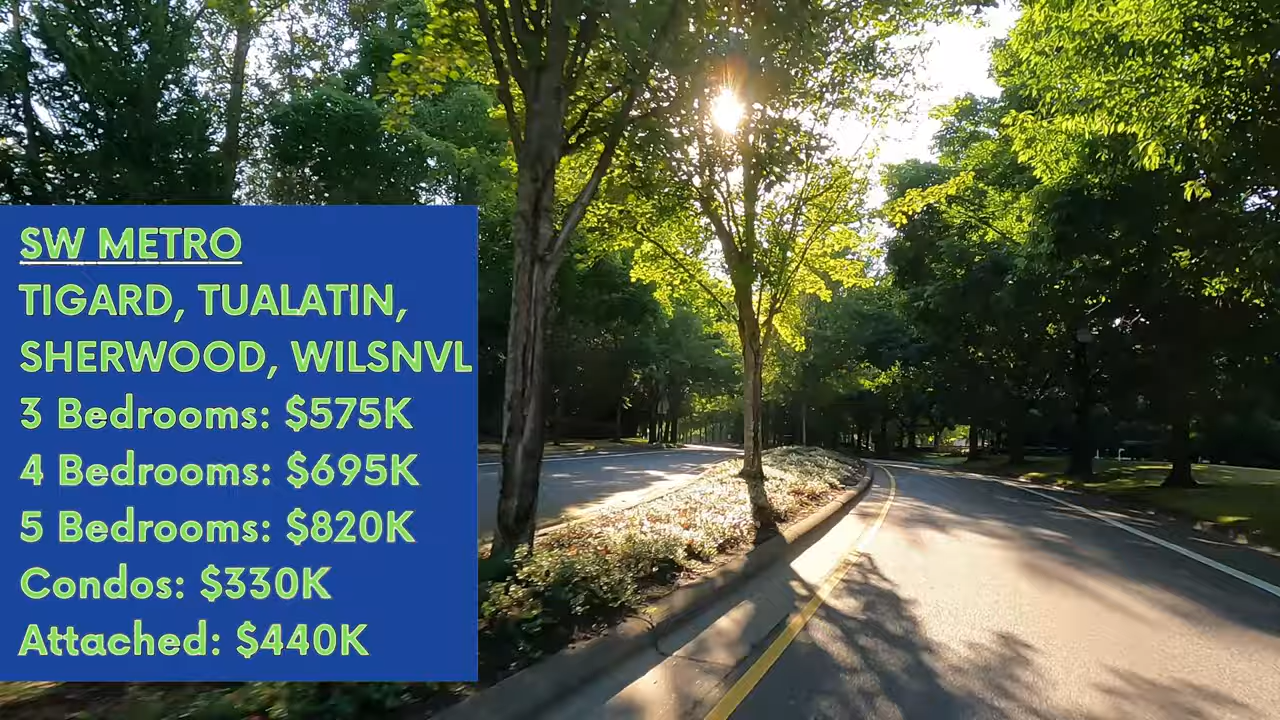 SW METRO
TIGARD, TUALATIN,
SHERWOOD, WILSNVL
3 Bedrooms: $575K
4 Bedrooms: $695K
5 Bedrooms: $820K
Condos: $330K
Attached: $440K